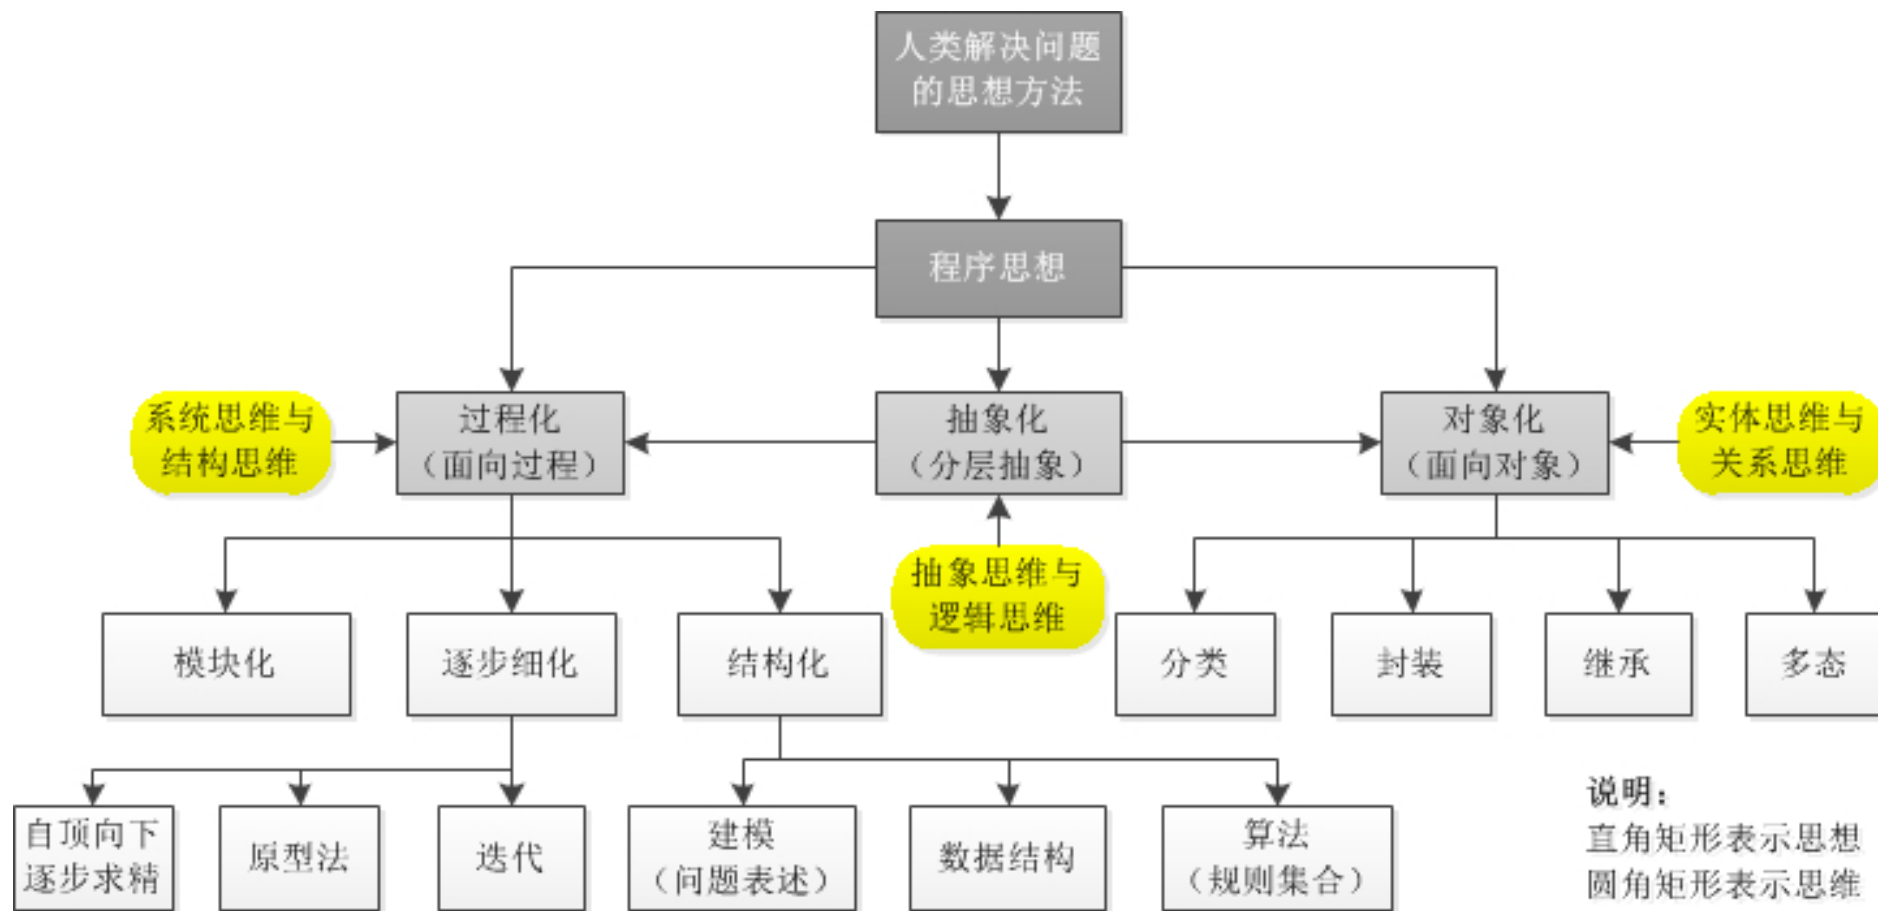 人类解决问题
的思想方法
程序思想
系统思维与
结构思维
过程化
（面向过程）
抽象化
（分层抽象）
对象化
（面向对象）
实体思维与
关系思维
抽象思维与
逻辑思维
模块化
逐步细化
结构化
分类
封装
继承
多态
自顶向下
逐步求精
原型法
迭代
建模
（问题表述）
数据结构
算法
（规则集合）
说明：
直角矩形表示思想
圆角矩形表示思维